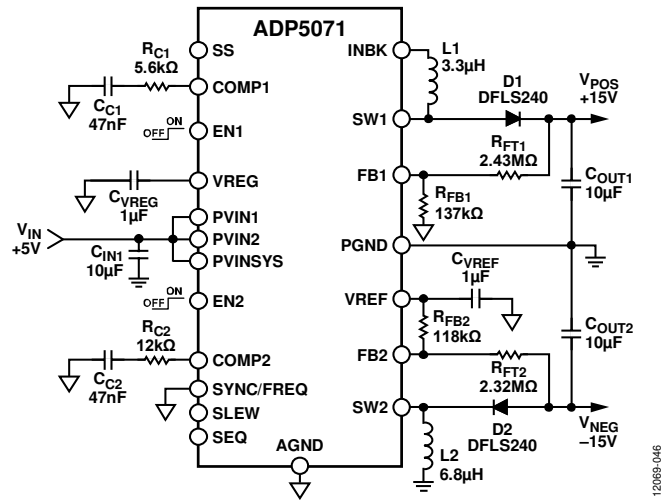 ADP5071
SS
COMP1
EN1
VREG
PVIN1
PVIN2
PVINSYS
EN2
COMP2
SYNC/FREQ
SLEW
SEQ
AGND
INBK
SW1
FB1
PGND
VREF
FB2
SW2
RC1
5.6kΩ
CC1
47nF
ON
OFF
CVREG
1µF
VIN
+5V
CIN1
10µF
ON
OFF
RC2
12kΩ
CC2
47nF
L1
3.3µH
D1
DFLS240
VPOS
+15V
RFT1
2.43MΩ
RFB1
137kΩ
COUT1
10µF
CVREF
1µF
RFB2
118kΩ
RFT2
2.32MΩ
COUT2
10µF
D2
DFLS240
L2
6.8µH
VNEG
–15V
12069-046